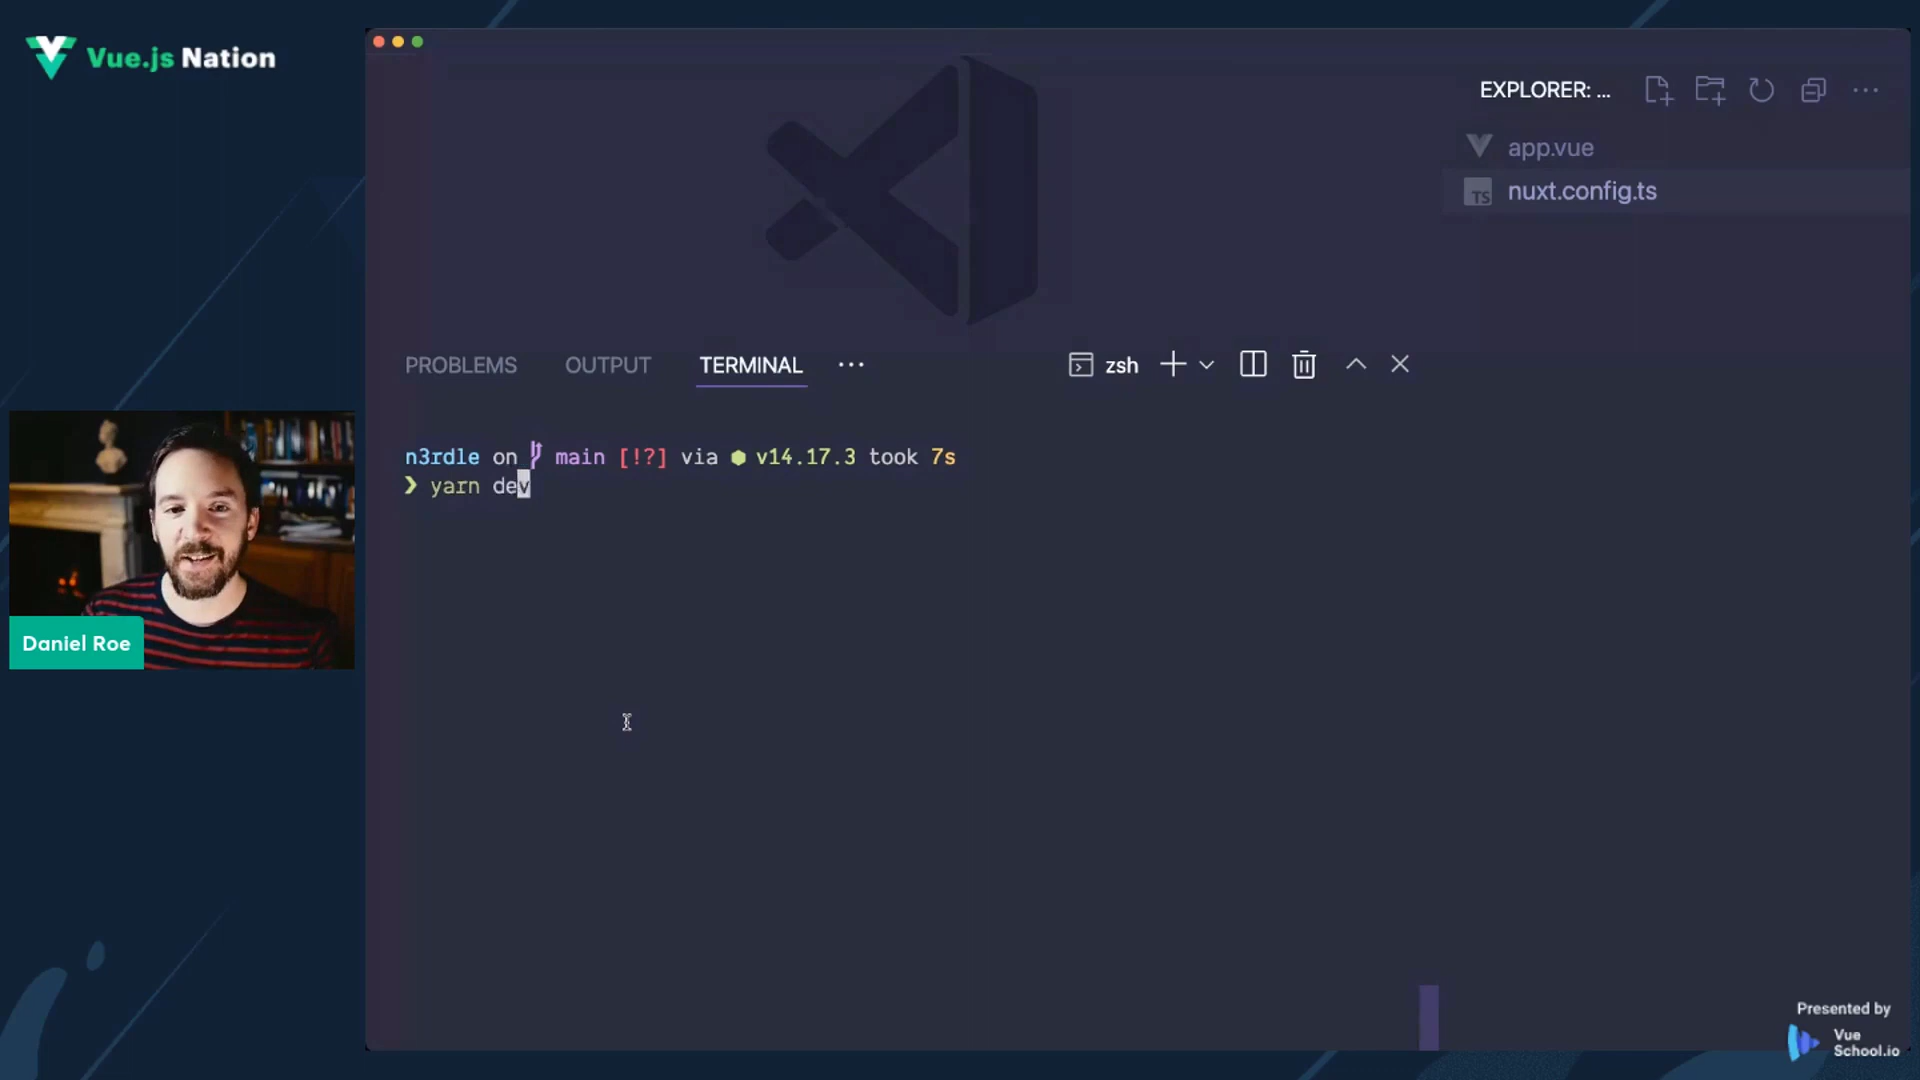 Vue.js Nation
EXPLORER: ...
app.vue
TS nuxt.config.ts
PROBLEMS OUTPUT TERMINAL ... zsh
n3rdle on main [!?] via v14.17.3 took 7s
❯ yarn dev
Daniel Roe
Presented by
Vue
School.io